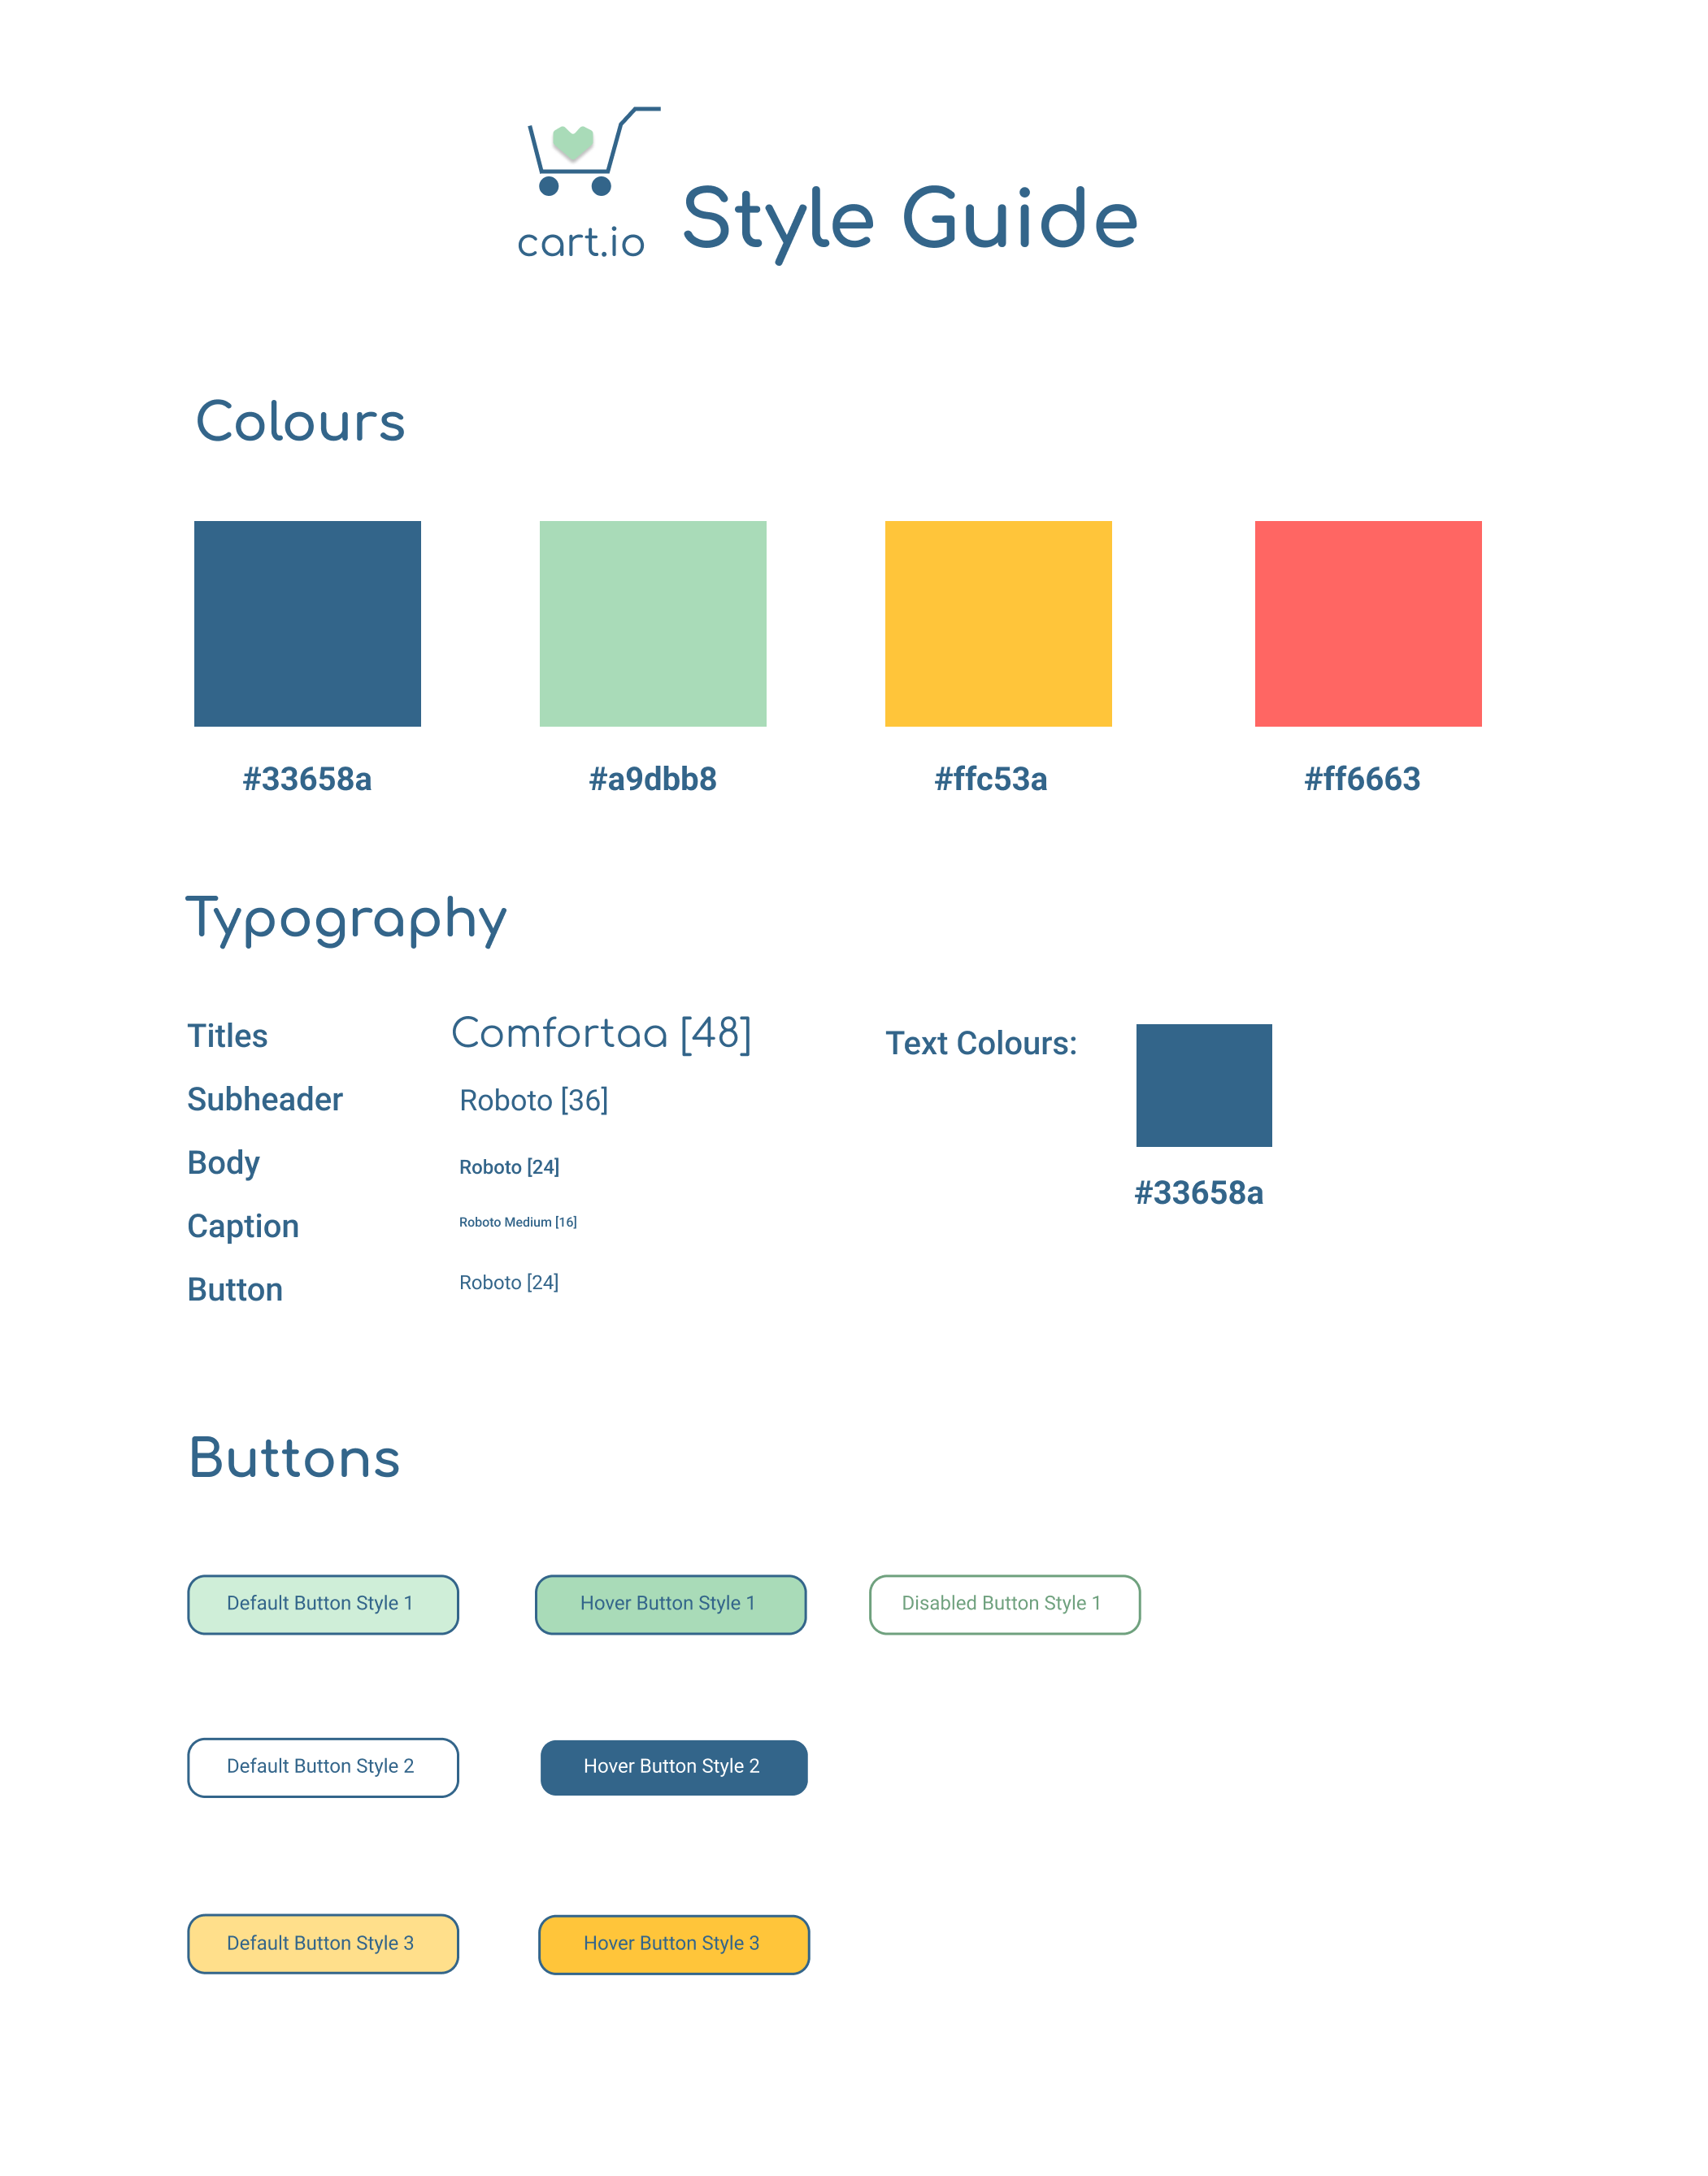 cart.io
Style Guide
Colours
#33658a
#a9dbb8
#ffc53a
#ff6663
Typography
Titles
Comfortaa [48]
Text Colours:
Subheader
Roboto [36]
Body
Roboto [24]
#33658a
Caption
Roboto Medium [16]
Button
Roboto [24]
Buttons
Default Button Style 1
Hover Button Style 1
Disabled Button Style 1
Default Button Style 2
Hover Button Style 2
Default Button Style 3
Hover Button Style 3